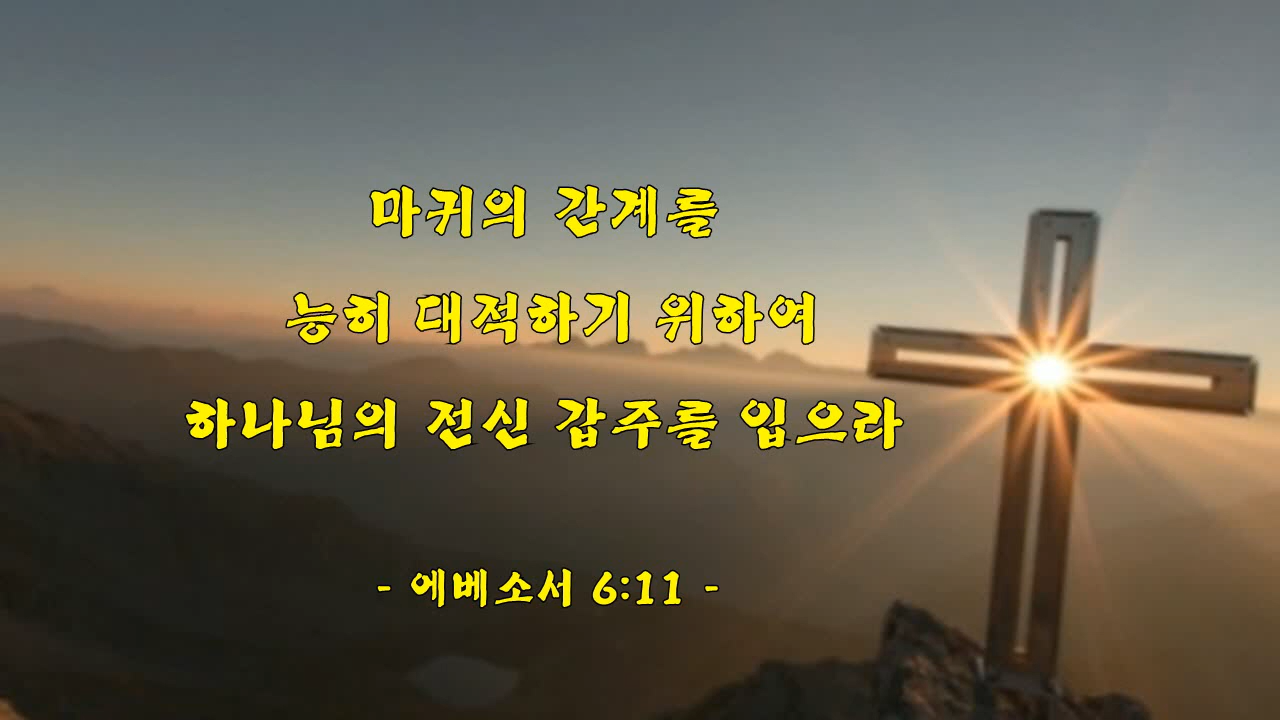 마귀의 간계를
능히 대적하기 위하여
하나님의 전신 갑주를 입으라
- 에베소서 6:11 -